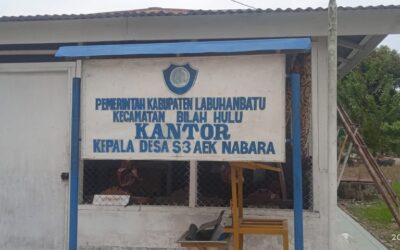 PEMERINTAH KABUPATEN LABUHANBATU
KECAMATAN BILAH HULU
KANTOR
KEPALA DESA S3 AEK NABARA